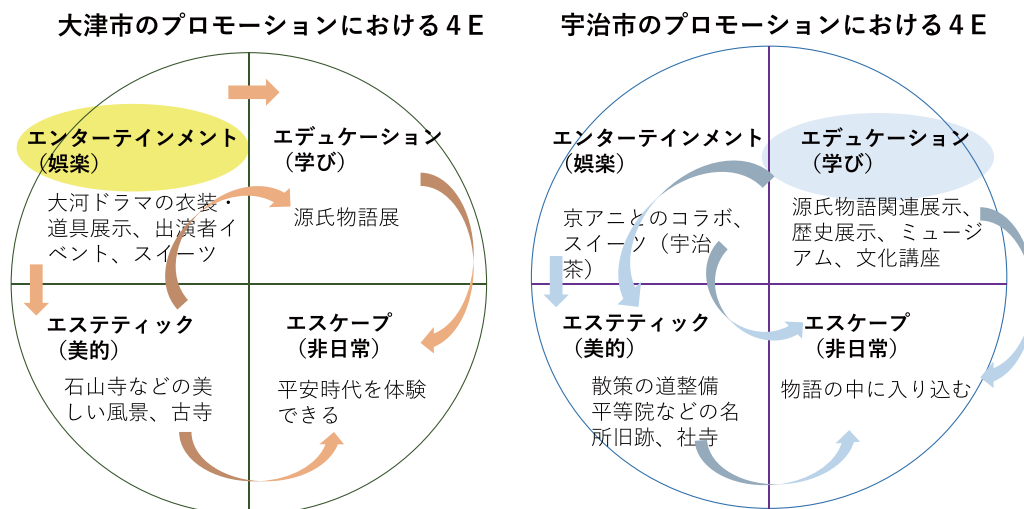 大津市のプロモーションにおける４Ｅ
エンターテインメント
（娯楽）
大河ドラマの衣装・
道具展示、出演者イ
ベント、スイーツ
エデュケーション
（学び）
源氏物語展
エステティック
（美的）
石山寺などの美
しい風景、古寺
エスケープ
（非日常）
平安時代を体験
できる
宇治市のプロモーションにおける４Ｅ
エンターテインメント
（娯楽）
京アニとのコラボ、
スイーツ（宇治
茶）
エデュケーション
（学び）
源氏物語関連展示、
歴史展示、ミュージ
アム、文化講座
エステティック
（美的）
散策の道整備
平等院などの名
所旧跡、社寺
エスケープ
（非日常）
物語の中に入り込む